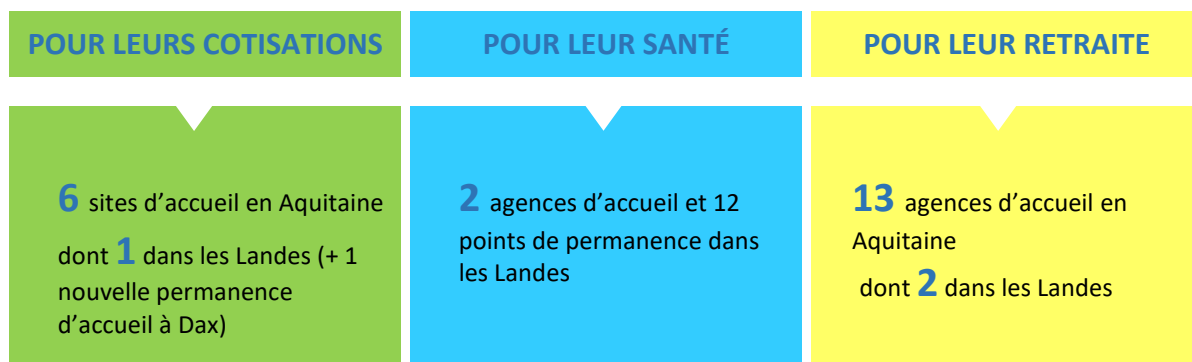 POUR LEURS COTISATIONS
POUR LEUR SANTÉ
POUR LEUR RETRAITE
6 sites d’accueil en Aquitaine
dont 1 dans les Landes (+ 1
nouvelle permanence
d’accueil à Dax)
2 agences d’accueil et 12
points de permanence dans
les Landes
13 agences d’accueil en
Aquitaine
dont 2 dans les Landes